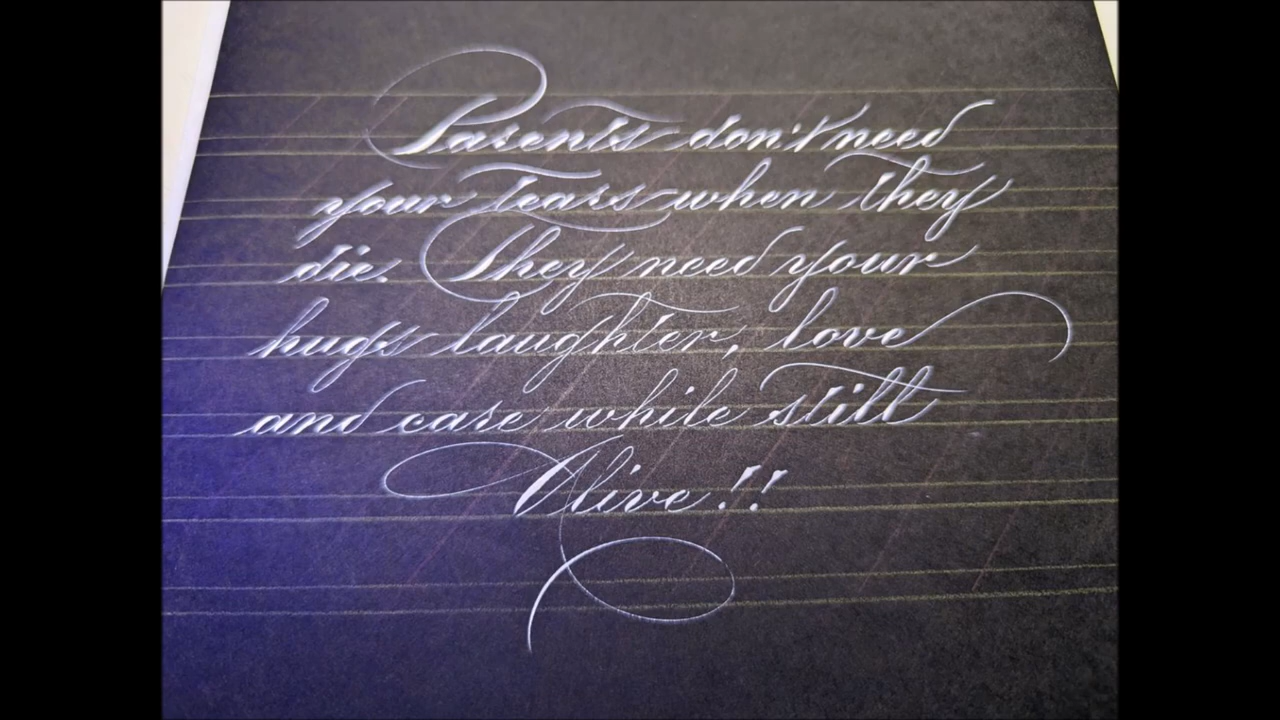 Parents don't need
your tears when they
die. They need your
hugs laughter, love
and care while still
Alive !!